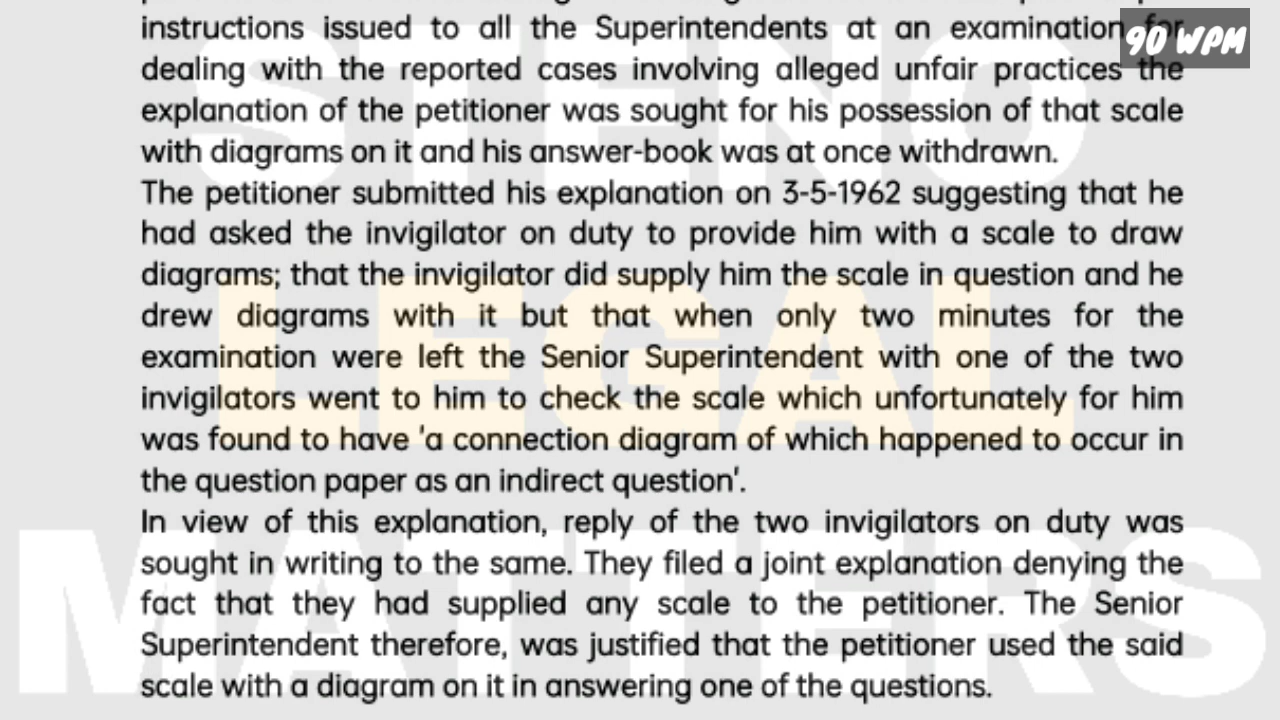 instructions issued to all the Superintendents at an examination for
90 WPM
dealing with the reported cases involving alleged unfair practices the
explanation of the petitioner was sought for his possession of that scale
with diagrams on it and his answer-book was at once withdrawn.
The petitioner submitted his explanation on 3-5-1962 suggesting that he
had asked the invigilator on duty to provide him with a scale to draw
diagrams; that the invigilator did supply him the scale in question and he
drew diagrams with it but that when only two minutes for the
examination were left the Senior Superintendent with one of the two
invigilators went to him to check the scale which unfortunately for him
was found to have 'a connection diagram of which happened to occur in
the question paper as an indirect question'.
In view of this explanation, reply of the two invigilators on duty was
sought in writing to the same. They filed a joint explanation denying the
fact that they had supplied any scale to the petitioner. The Senior
Superintendent therefore, was justified that the petitioner used the said
scale with a diagram on it in answering one of the questions.
STENO
LEGAL
MATTERS